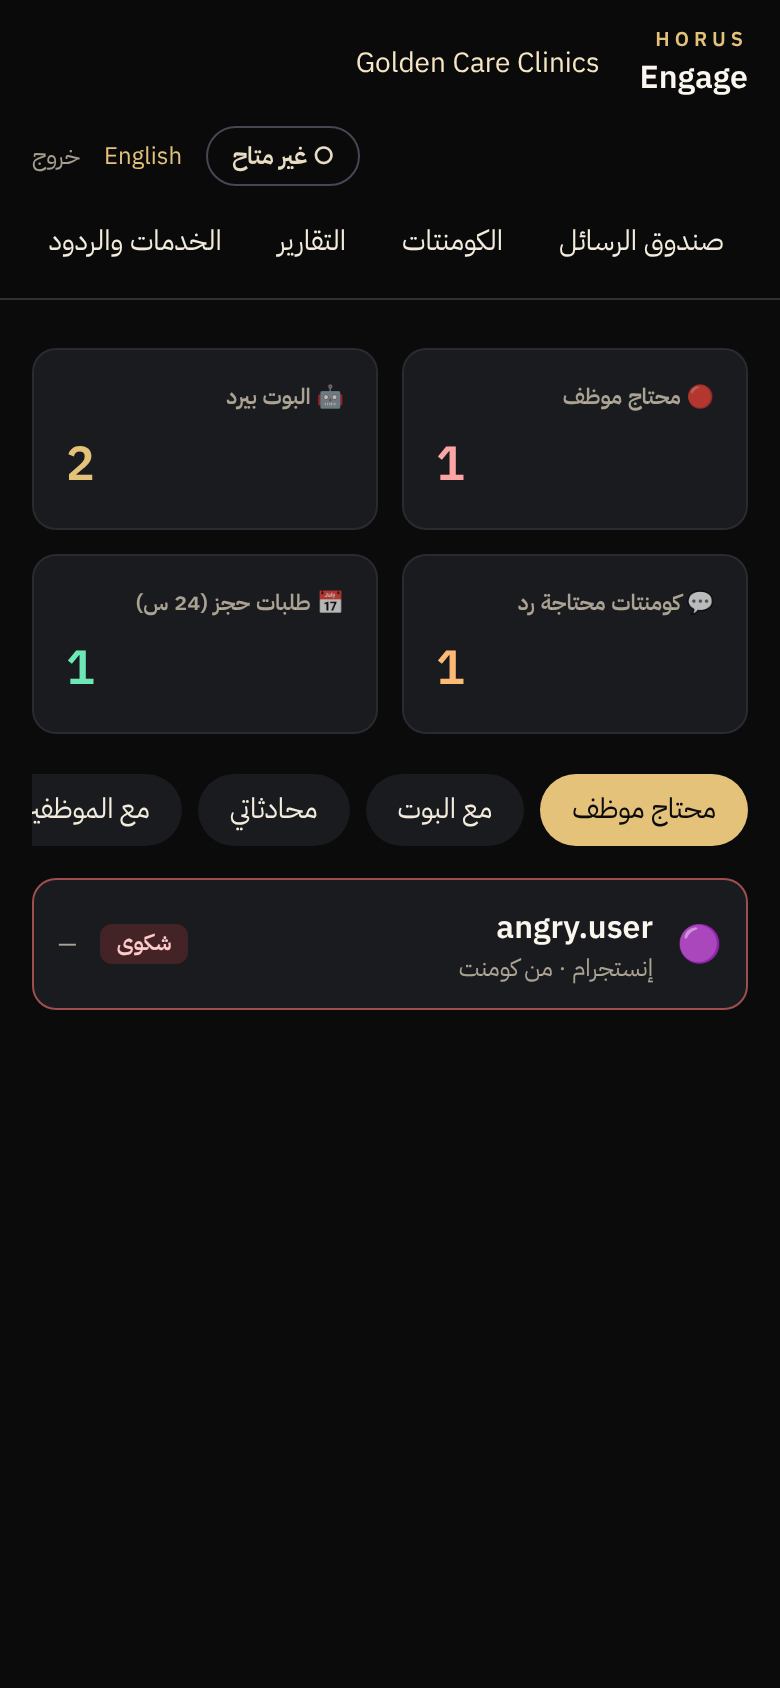 HORUS
Engage
Golden Care Clinics
غير متاح
English
خروج
صندوق الرسائل
الكومنتات
التقارير
الخدمات والردود
محتاج موظف
1
البوت بيرد
2
كومنتات محتاجة رد
1
طلبات حجز (24 س)
1
محتاج موظف
مع البوت
محادثاتي
مع
angry.user
إنستجرام · من كومنت
شكوى
—